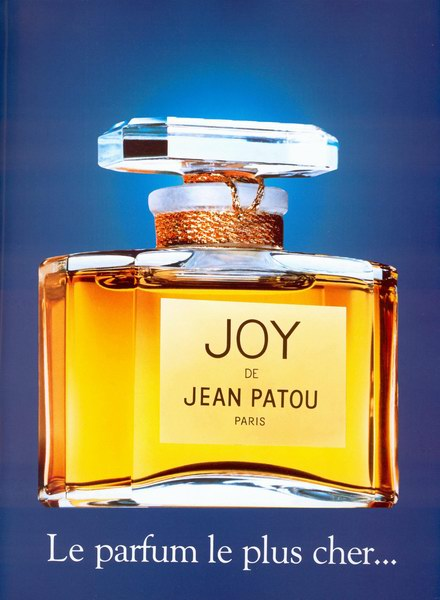 JOY
DE
JEAN PATOU
PARIS
Le parfum le plus cher...